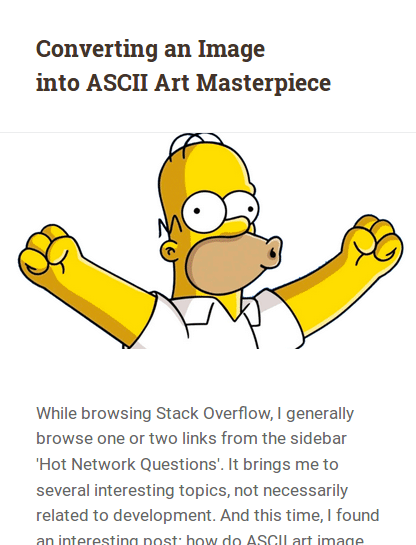 Converting an Image
into ASCII Art Masterpiece
While browsing Stack Overflow, I generally
browse one or two links from the sidebar
'Hot Network Questions'. It brings me to
several interesting topics, not necessarily
related to development. And this time, I found
an interesting post: how do ASCII art image